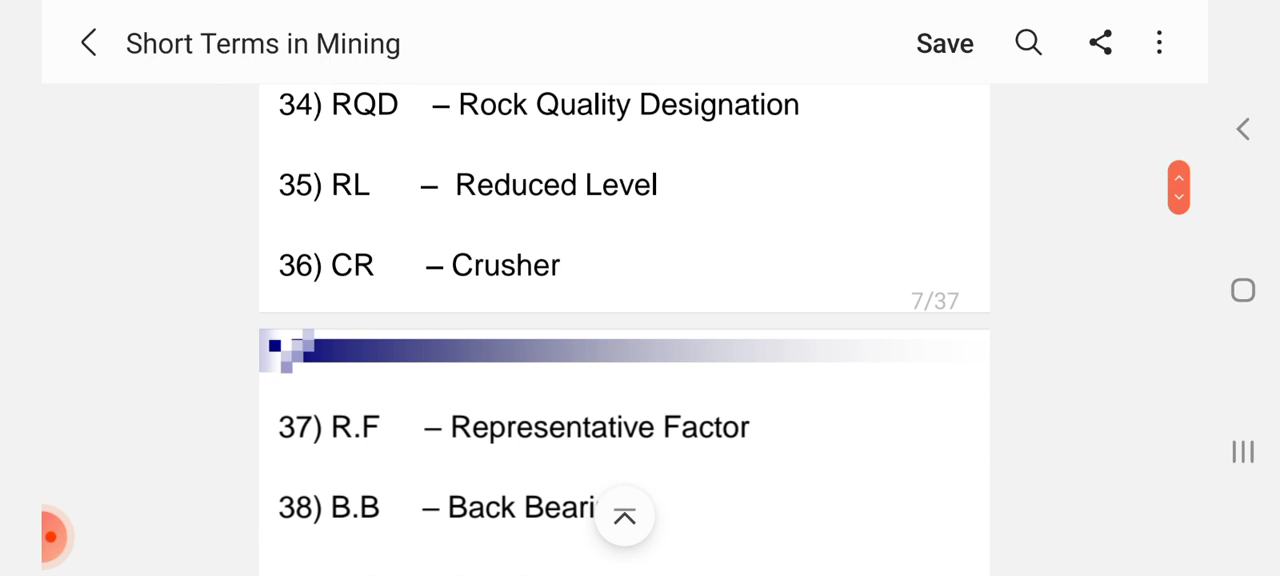 Short Terms in Mining
Save
34) RQD – Rock Quality Designation
35) RL – Reduced Level
36) CR – Crusher
7/37
37) R.F – Representative Factor
38) B.B – Back